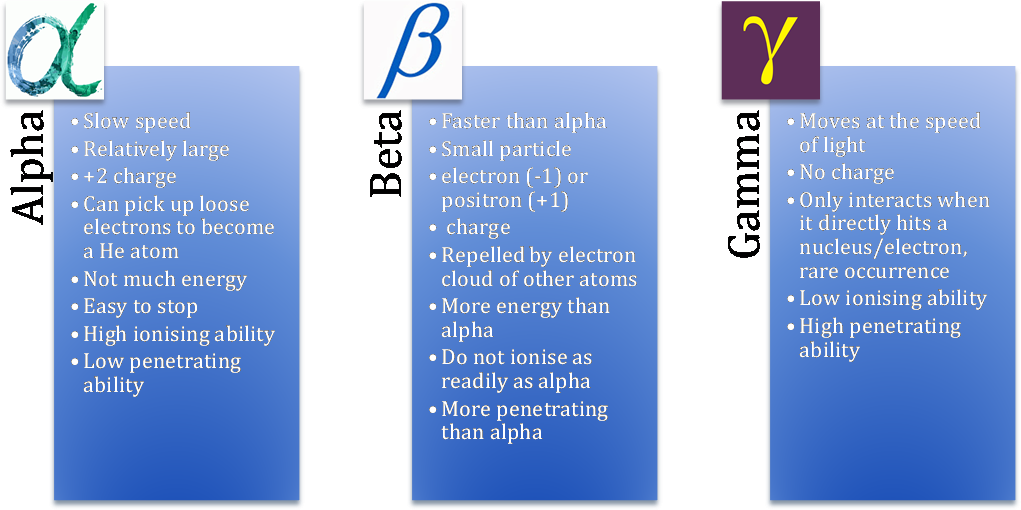 α
Alpha
• Slow speed
• Relatively large
• +2 charge
• Can pick up loose
electrons to become
a He atom
• Not much energy
• Easy to stop
• High ionising ability
• Low penetrating
ability
β
Beta
• Faster than alpha
• Small particle
• electron (-1) or
positron (+1)
• charge
• Repelled by electron
cloud of other atoms
• More energy than
alpha
• Do not ionise as
readily as alpha
• More penetrating
than alpha
γ
Gamma
• Moves at the speed
of light
• No charge
• Only interacts when
it directly hits a
nucleus/electron,
rare occurrence
• Low ionising ability
• High penetrating
ability